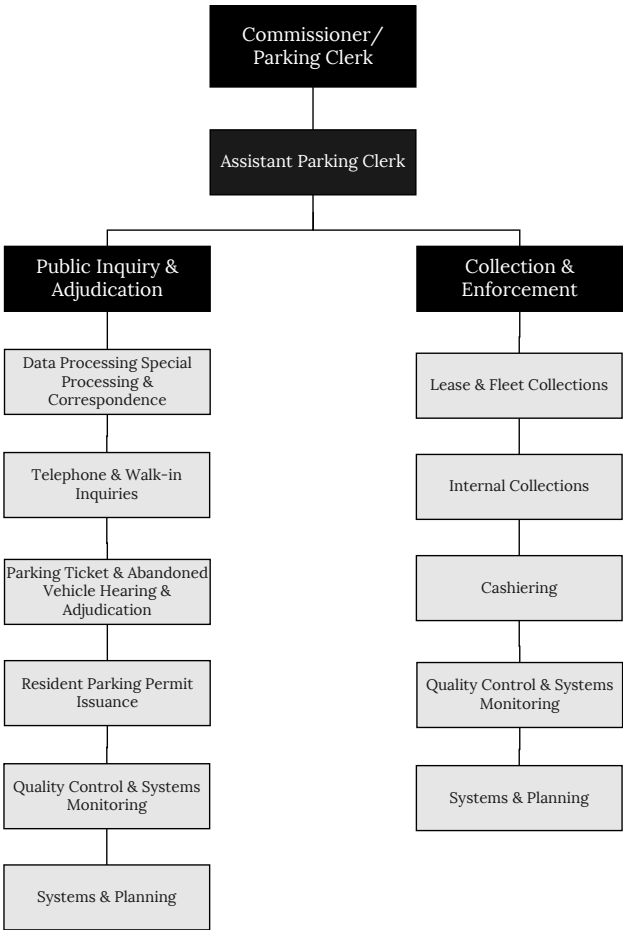 Commissioner/
Parking Clerk
Assistant Parking Clerk
Public Inquiry &
Adjudication
Data Processing Special
Processing &
Correspondence
Telephone & Walk-in
Inquiries
Parking Ticket & Abandoned
Vehicle Hearing &
Adjudication
Resident Parking Permit
Issuance
Quality Control & Systems
Monitoring
Systems & Planning
Collection &
Enforcement
Lease & Fleet Collections
Internal Collections
Cashiering
Quality Control & Systems
Monitoring
Systems & Planning